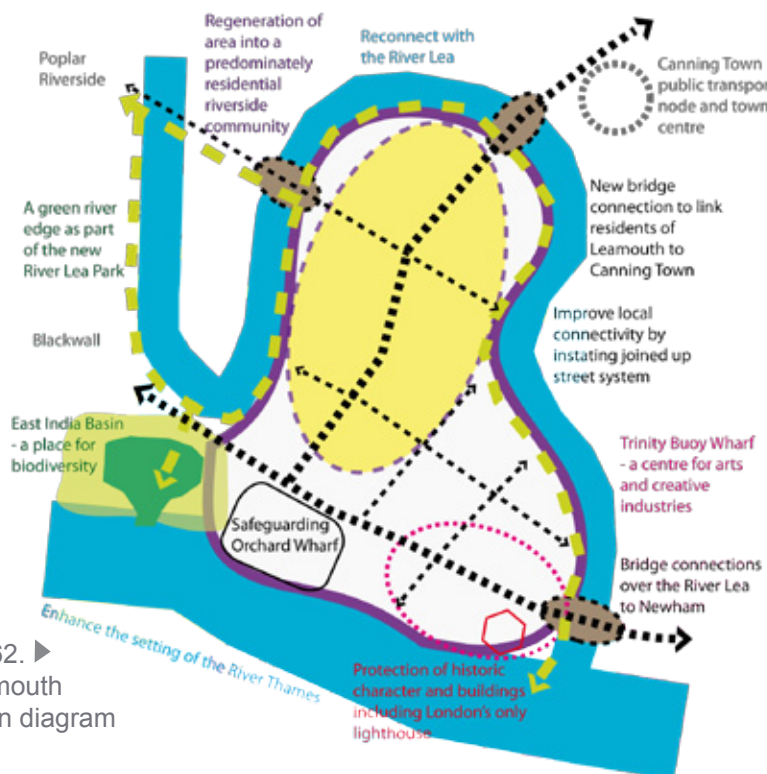 Poplar
Riverside
Regeneration of
area into a
predominately
residential
riverside
community
Reconnect with
the River Lea
Canning Town
public transpor
node and town
centre
A green river
edge as part
of the new
River Lea Park
New bridge
connection to link
residents of
Leamouth to
Canning Town
Blackwall
Improve local
connectivity by
instating joined up
street system
East India Basin
- a place for
biodiversity
Trinity Buoy Wharf
- a centre for arts
and creative
industries
Safeguarding
Orchard Wharf
Bridge connections
over the River Lea
to Newham
Enhance the setting of the River Thames
Protection of historic
character and buildings
including London's only
lighthouse
62. ▶
mouth
n diagram